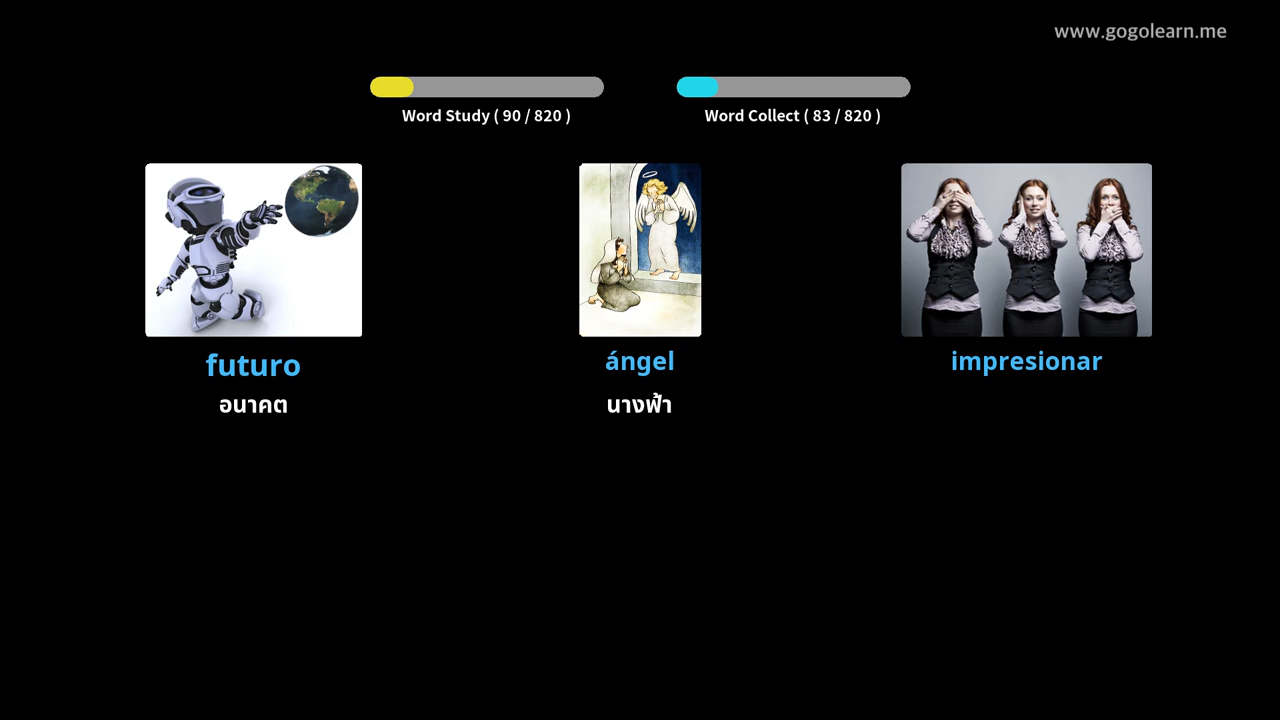 www.gogolearn.me
Word Study ( 90 / 820 )
Word Collect ( 83 / 820 )
futuro
อนาคต
ángel
นางฟ้า
impresionar